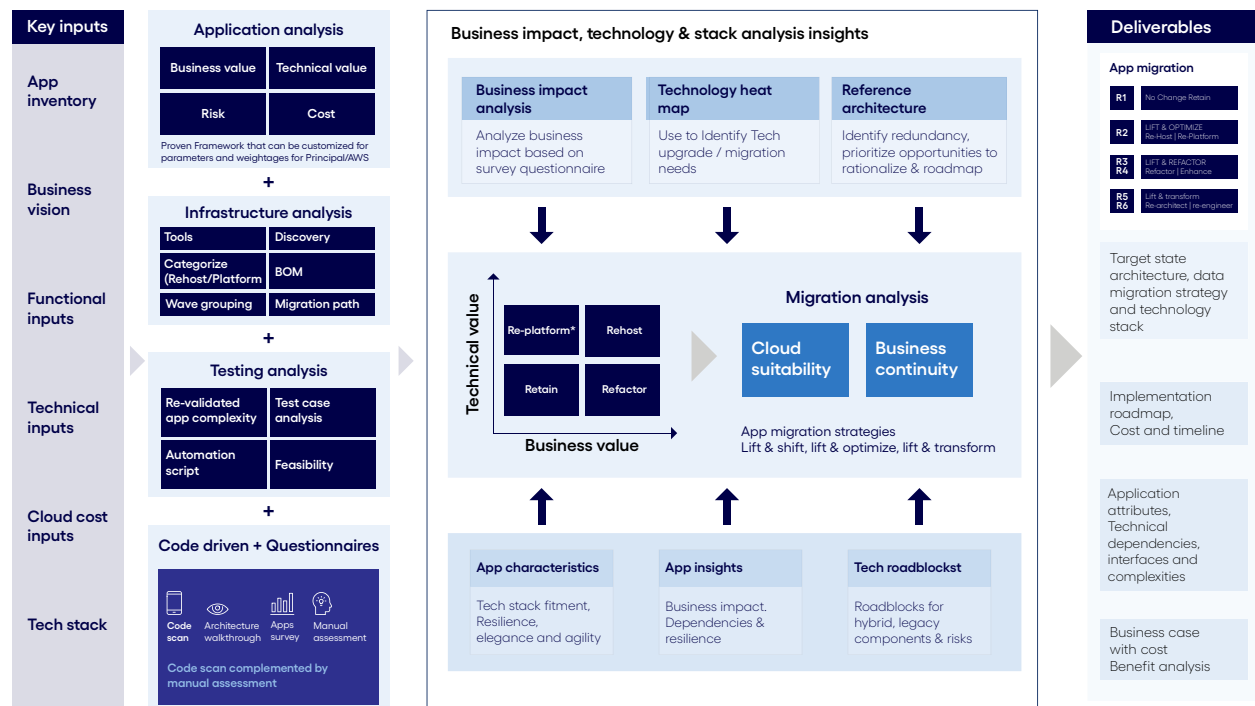 Key inputs
App
inventory
Business
vision
Functional
inputs
Technical
inputs
Cloud cost
inputs
Tech stack
Application analysis
Business value
Technical value
Risk
Cost
Proven Framework that can be customized for
parameters and weightages for Principal/AWS
+
Infrastructure analysis
Tools
Discovery
Categorize
(Rehost/Platform
BOM
Wave grouping
Migration path
+
Testing analysis
Re-validated
app complexity
Test case
analysis
Automation
script
Feasibility
+
Code driven + Questionnaires
Code
scan
Architecture
walkthrough
Apps
survey
Manual
assessment
Code scan complemented by
manual assessment
Business impact, technology & stack analysis insights
Business impact
analysis
Analyze business
impact based on
survey questionnaire
Technology heat
map
Use to Identify Tech
upgrade / migration
needs
Reference
architecture
Identify redundancy,
prioritize opportunities to
rationalize & roadmap
Technical value
Re-platform*
Rehost
Retain
Refactor
Business value
Migration analysis
Cloud
suitability
Business
continuity
App migration strategies
Lift & shift, lift & optimize, lift & transform
App characteristics
Tech stack fitment,
Resilience,
elegance and agility
App insights
Business impact.
Dependencies &
resilience
Tech roadblockst
Roadblocks for
hybrid, legacy
components & risks
Deliverables
App migration
R1
No Change Retain
R2
LIFT & OPTIMIZE
Re-Host | Re-Platform
R3
R4
LIFT & REFACTOR
Refactor | Enhance
R5
R6
Lift & transform
Re-architect | re-engineer
Target state
architecture, data
migration strategy
and technology
stack
Implementation
roadmap,
Cost and timeline
Application
attributes,
Technical
dependencies,
interfaces and
complexities
Business case
with cost
Benefit analysis